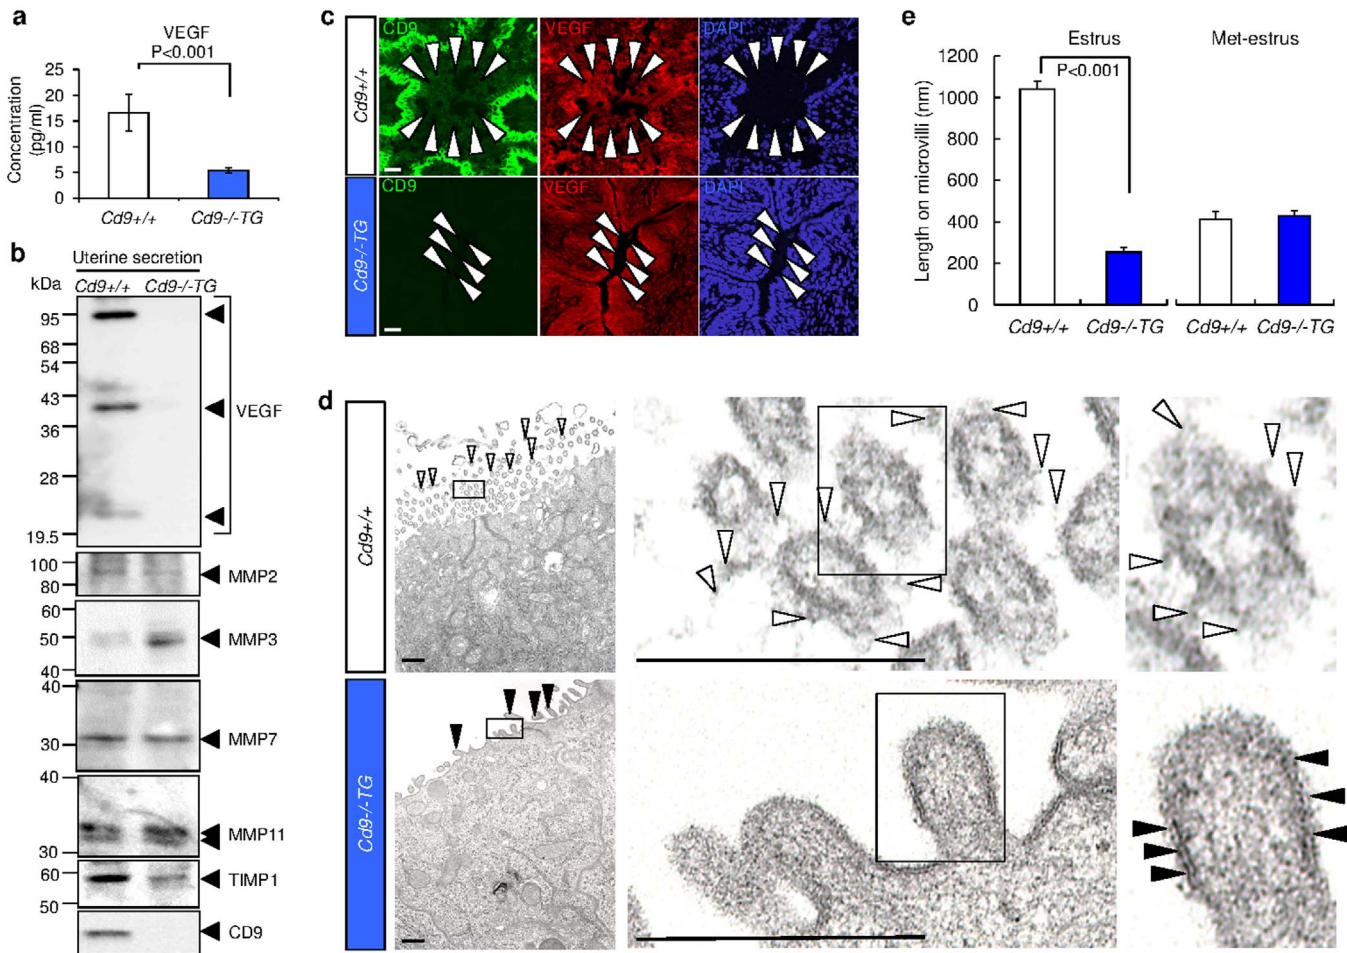 a
VEGF
P<0.001
Concentration
(pg/ml)
25
20
15
10
5
0
Cd9+/+
Cd9-/-TG
b
Uterine secretion
kDa
Cd9+/+
Cd9-/-TG
95
68
54
43
36
28
19.5
VEGF
100
80
MMP2
60
50
40
MMP3
40
30
MMP7
40
30
MMP11
60
50
TIMP1
CD9
c
Cd9+/+
CD9
VEGF
DAPI
Cd9-/-TG
CD9
VEGF
DAPI
d
Cd9+/+
Cd9-/-TG
e
Length on microvilli (nm)
1200
1000
800
600
400
200
0
Estrus
Met-estrus
P<0.001
Cd9+/+
Cd9-/-TG
Cd9+/+
Cd9-/-TG